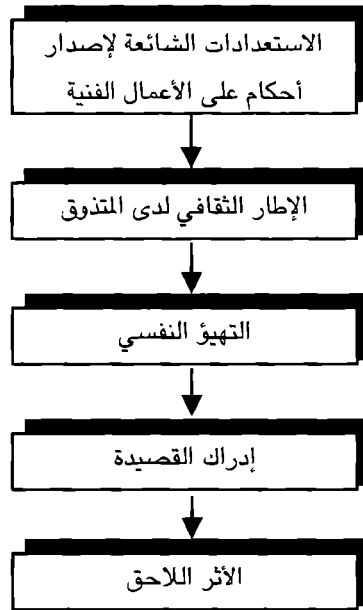 الاستعدادات الشائعة لإصدار
أحكام على الأعمال الفنية
الإطار الثقافي لدى المتذوق
التهيؤ النفسي
إدراك القصيدة
الأثر اللاحق